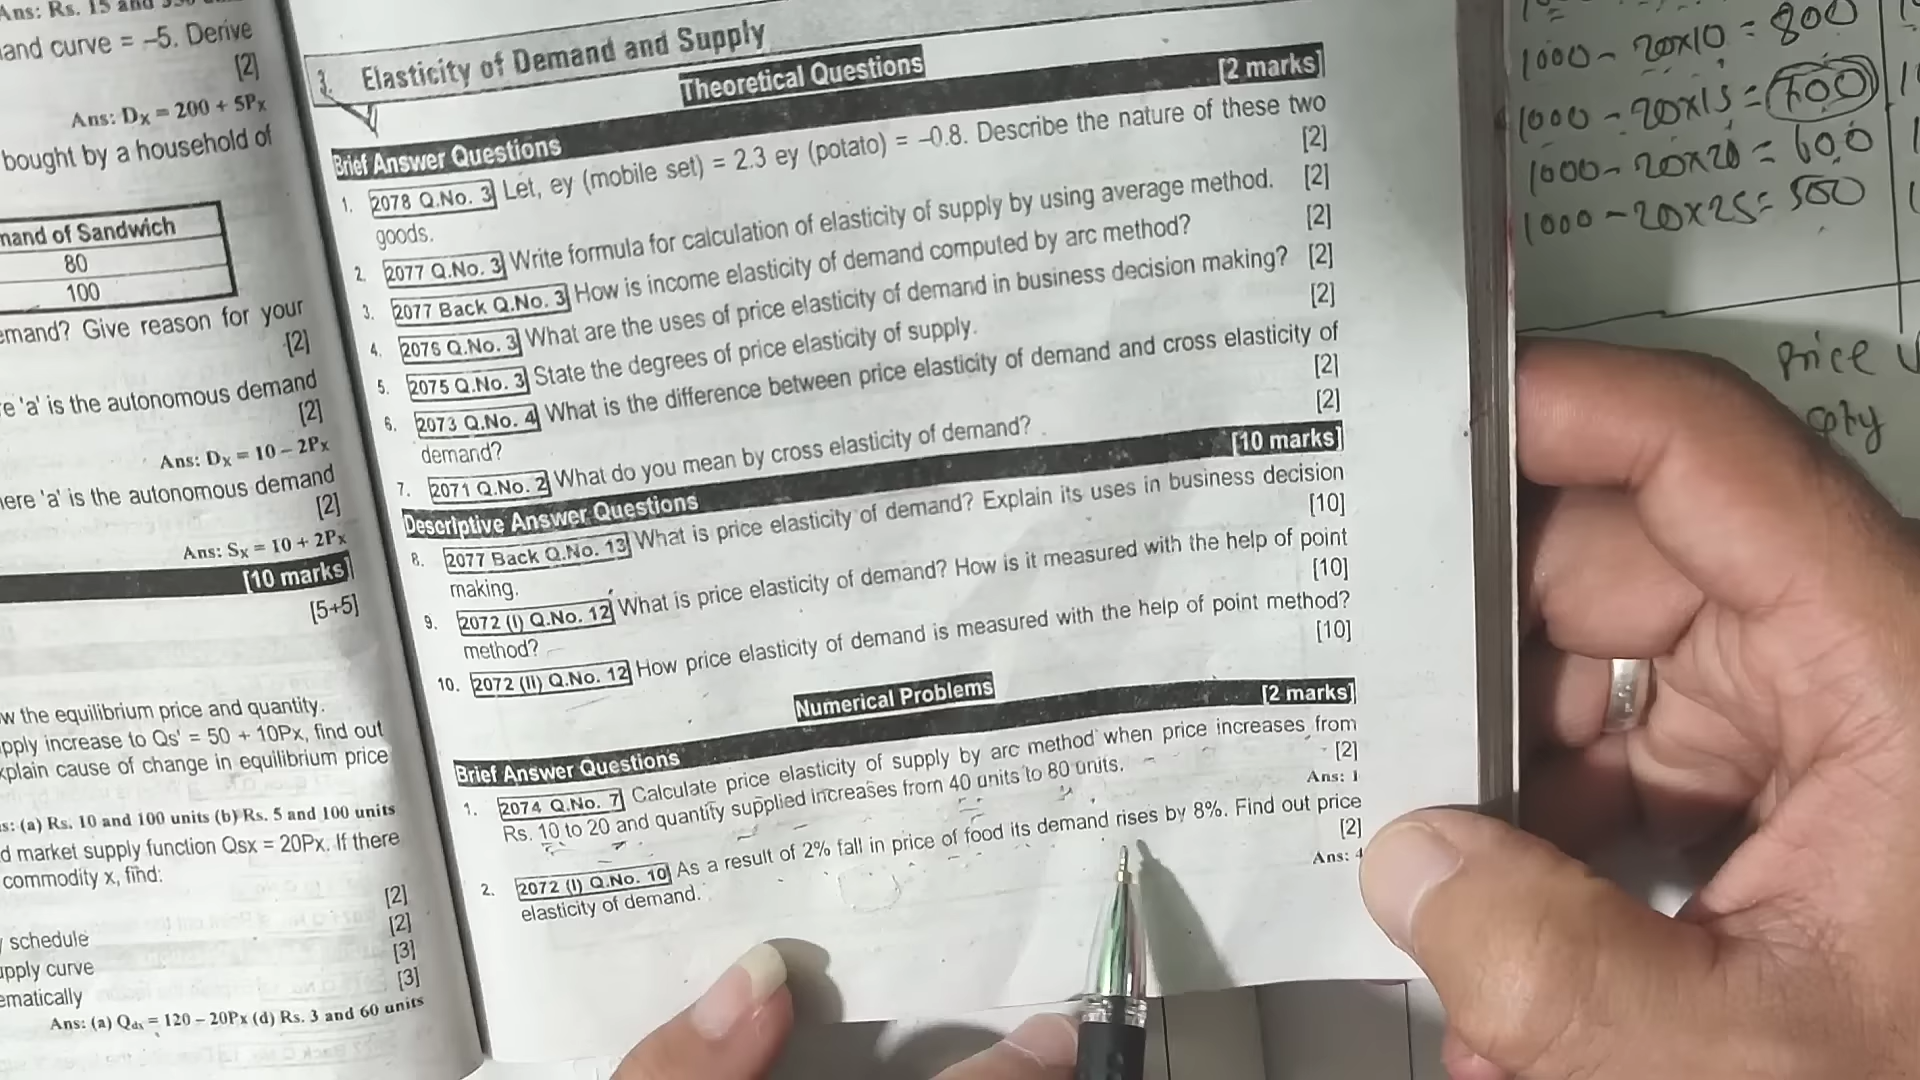 Ans: Rs. 15 and
and curve = –5. Derive
[2]
Ans: Dx = 200 + 5Px
bought by a household of
mand of Sandwich
80
100
emand? Give reason for your
[2]
e 'a' is the autonomous demand
[2]
Ans: Dx = 10 – 2Px
ere 'a' is the autonomous demand
[2]
Ans: Sx = 10 + 2Px
[10 marks]
[5+5]
w the equilibrium price and quantity.
pply increase to Qs' = 50 + 10Px, find out
xplain cause of change in equilibrium price
s: (a) Rs. 10 and 100 units (b) Rs. 5 and 100 units
d market supply function Qsx = 20Px. If there
commodity x, find:
[2]
schedule [2]
upply curve [3]
ematically [3]
Ans: (a) Qdx = 120 – 20Px (d) Rs. 3 and 60 units
3. Elasticity of Demand and Supply
Theoretical Questions
Brief Answer Questions [2 marks]
1. 2078 Q.No. 3 Let, ey (mobile set) = 2.3 ey (potato) = –0.8. Describe the nature of these two
goods. [2]
2. 2077 Q.No. 3 Write formula for calculation of elasticity of supply by using average method. [2]
3. 2077 Back Q.No. 3 How is income elasticity of demand computed by arc method? [2]
4. 2076 Q.No. 3 What are the uses of price elasticity of demand in business decision making? [2]
5. 2075 Q.No. 3 State the degrees of price elasticity of supply. [2]
6. 2073 Q.No. 4 What is the difference between price elasticity of demand and cross elasticity of
demand? [2]
7. 2071 Q.No. 2 What do you mean by cross elasticity of demand? [2]
Descriptive Answer Questions [10 marks]
8. 2077 Back Q.No. 13 What is price elasticity of demand? Explain its uses in business decision
making. [10]
9. 2072 (I) Q.No. 12 What is price elasticity of demand? How is it measured with the help of point
method? [10]
10. 2072 (II) Q.No. 12 How price elasticity of demand is measured with the help of point method?
[10]
Numerical Problems
Brief Answer Questions [2 marks]
1. 2074 Q.No. 7 Calculate price elasticity of supply by arc method when price increases from
Rs. 10 to 20 and quantity supplied increases from 40 units to 80 units. [2]
Ans: 1
2. 2072 (I) Q.No. 10 As a result of 2% fall in price of food its demand rises by 8%. Find out price
elasticity of demand. [2]
Ans: 4
1000 - 20x10 = 800
1000 - 20x15 = 700
1000 - 20x20 = 600
1000 - 20x25 = 500
Price